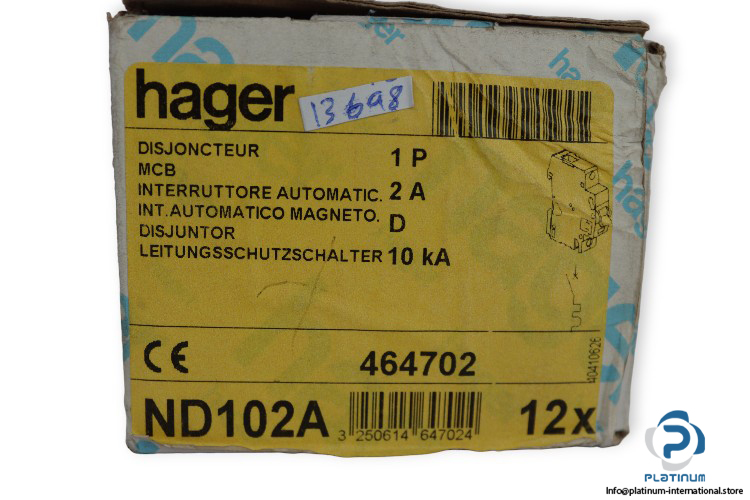 hager
13698
DISJONCTEUR
MCB
INTERRUTTORE AUTOMATIC.
INT.AUTOMATICO MAGNETO.
DISJUNTOR
LEITUNGSSCHUTZSCHALTER
1 P
2 A
D
10 kA
CE
464702
4041062E
ND102A
3 250614 647024
12x
PLATINUM
info@platinum-international.store